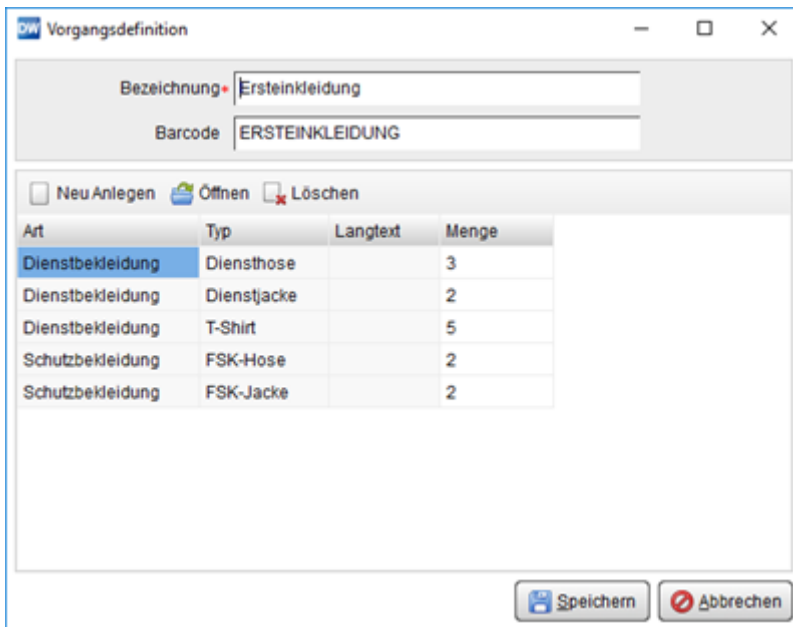 DW Vorgangsdefinition
Bezeichnung* Ersteinkleidung
Barcode ERSTEINKLEIDUNG
Neu Anlegen Öffnen Löschen
Art Typ Langtext Menge
Dienstbekleidung Diensthose 3
Dienstbekleidung Dienstjacke 2
Dienstbekleidung T-Shirt 5
Schutzbekleidung FSK-Hose 2
Schutzbekleidung FSK-Jacke 2
Speichern Abbrechen